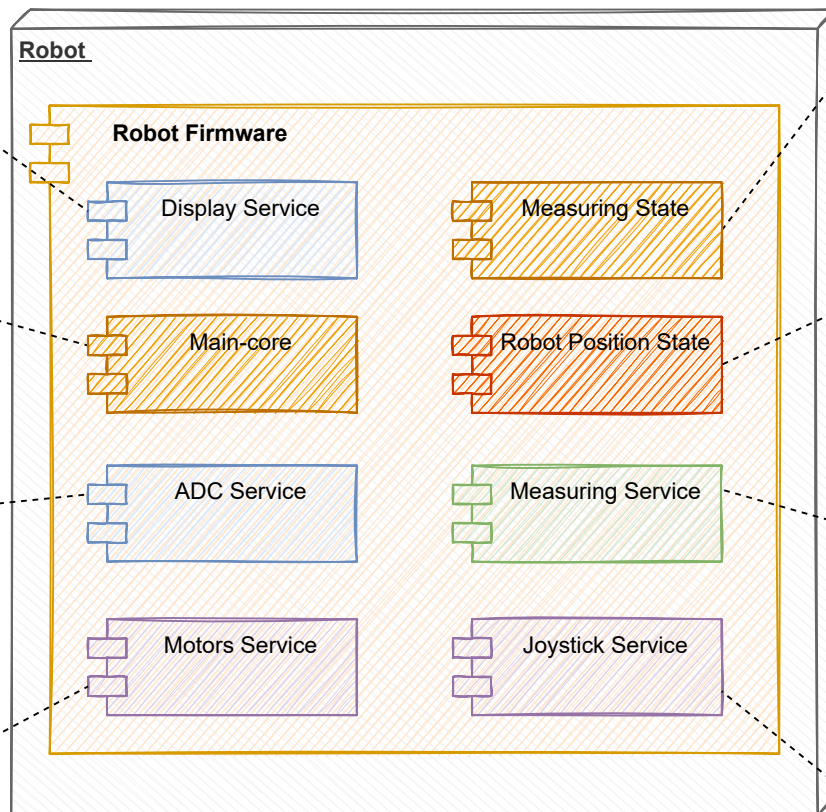 Robot
Robot Firmware
Display Service
Measuring State
Main-core
Robot Position State
ADC Service
Measuring Service
Motors Service
Joystick Service